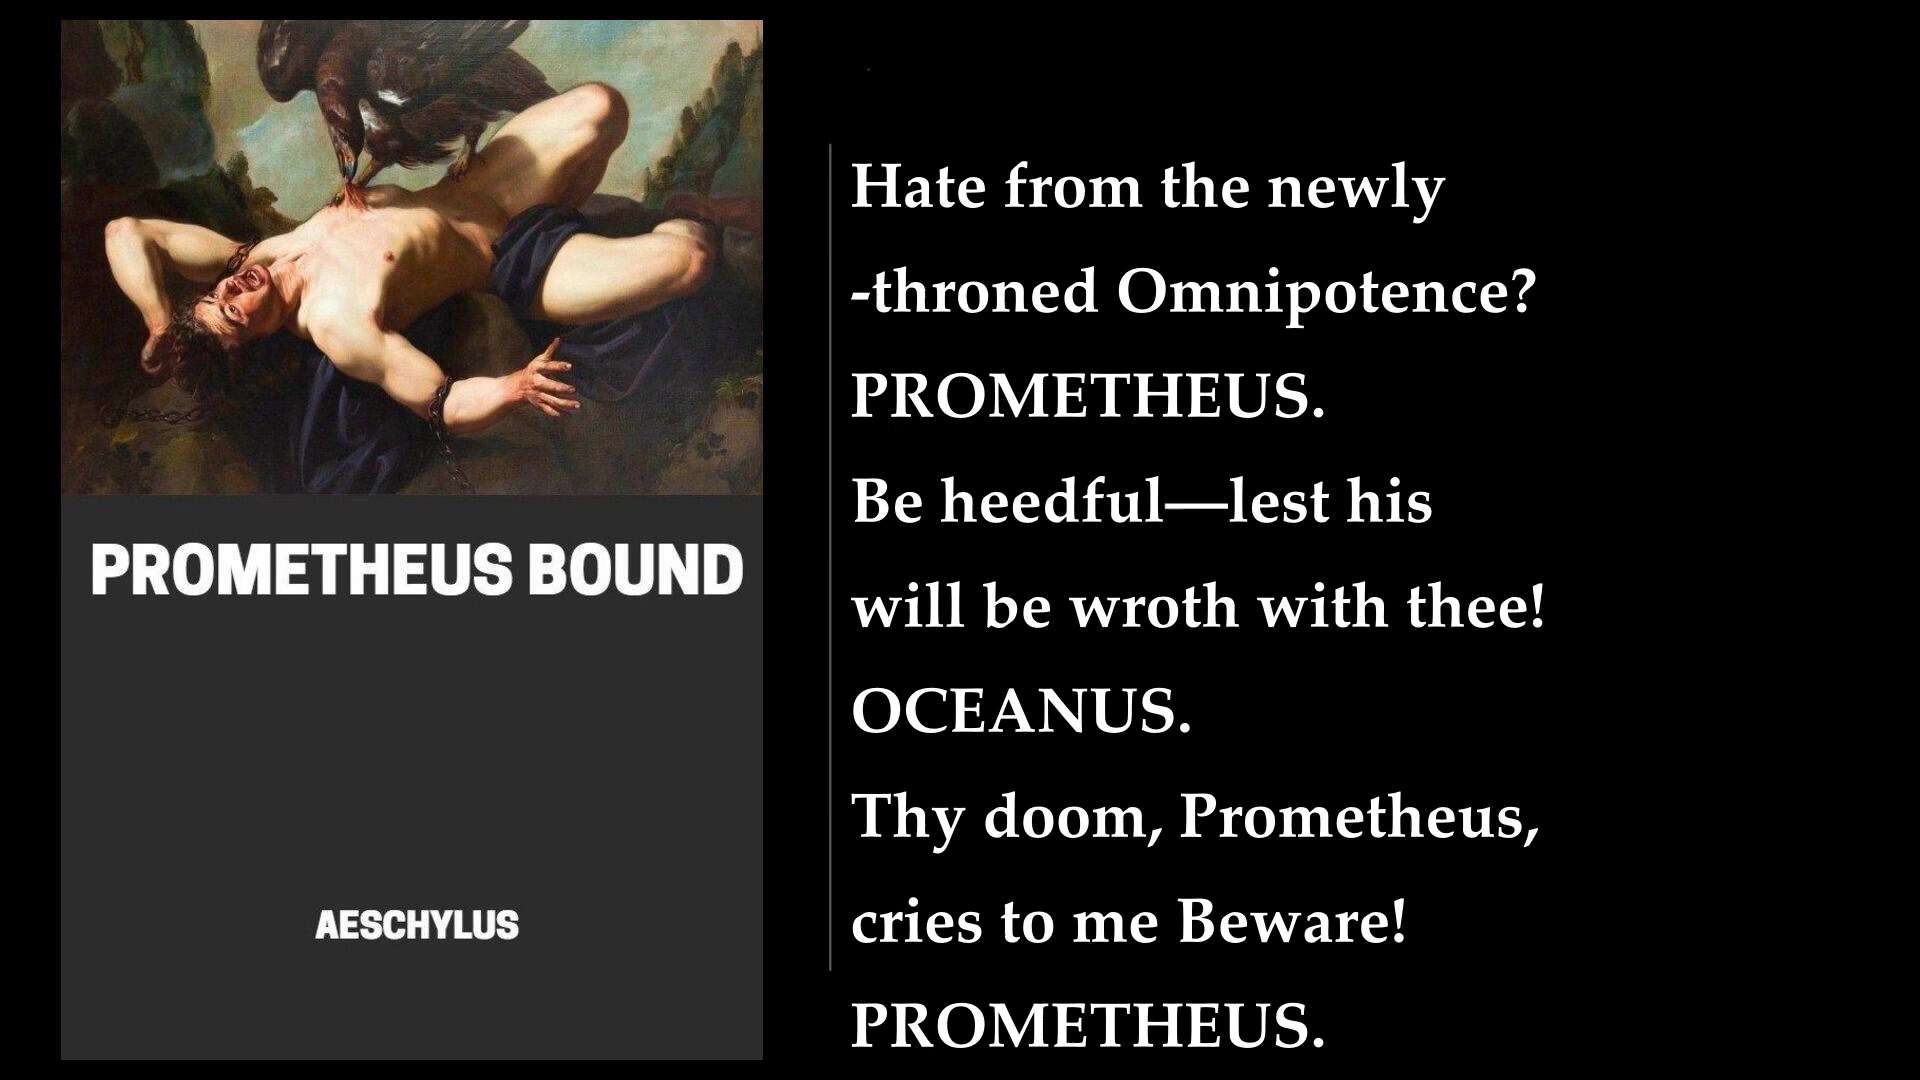 PROMETHEUS BOUND
AESCHYLUS
Hate from the newly
-throned Omnipotence?
PROMETHEUS.
Be heedful—lest his
will be wroth with thee!
OCEANUS.
Thy doom, Prometheus,
cries to me Beware!
PROMETHEUS.